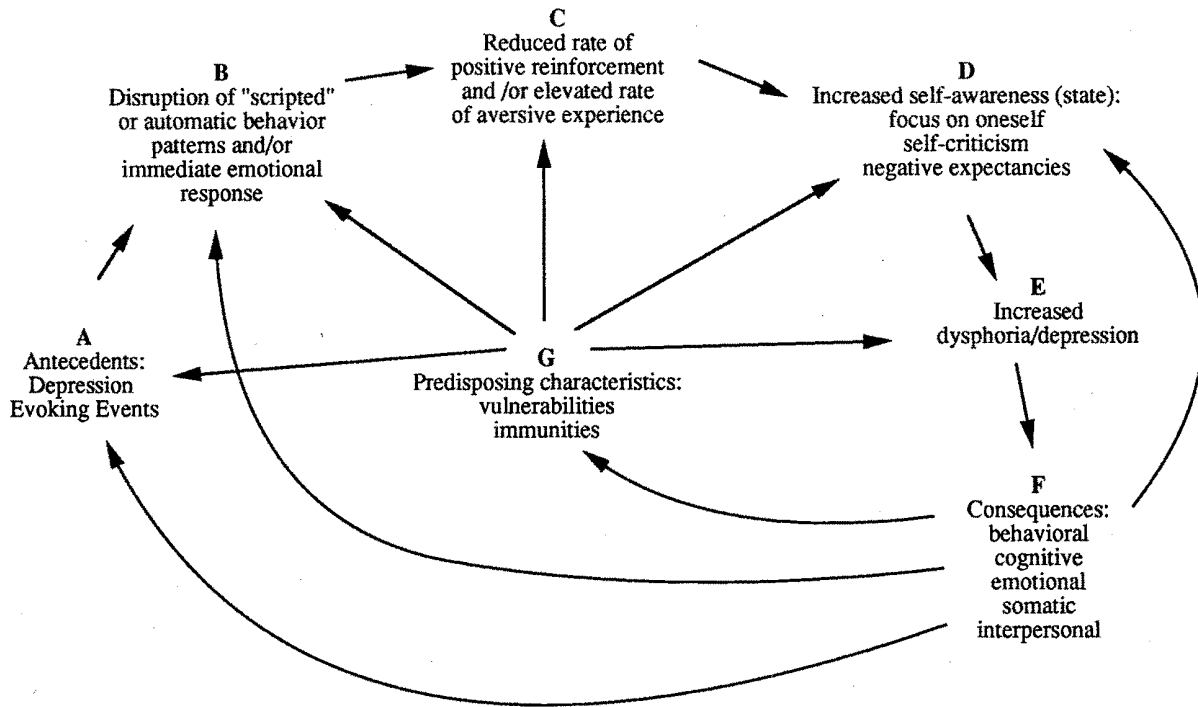 A
Antecedents:
Depression
Evoking Events
B
Disruption of "scripted"
or automatic behavior
patterns and/or
immediate emotional
response
C
Reduced rate of
positive reinforcement
and /or elevated rate
of aversive experience
D
Increased self-awareness (state):
focus on oneself
self-criticism
negative expectancies
E
Increased
dysphoria/depression
F
Consequences:
behavioral
cognitive
emotional
somatic
interpersonal
G
Predisposing characteristics:
vulnerabilities
immunities